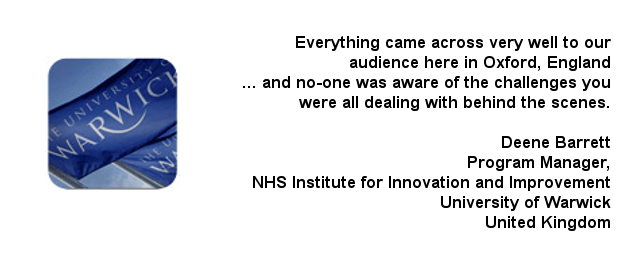 THE UNIVERSITY OF
WARWICK
Everything came across very well to our
audience here in Oxford, England
... and no-one was aware of the challenges you
were all dealing with behind the scenes.
Deene Barrett
Program Manager,
NHS Institute for Innovation and Improvement
University of Warwick
United Kingdom